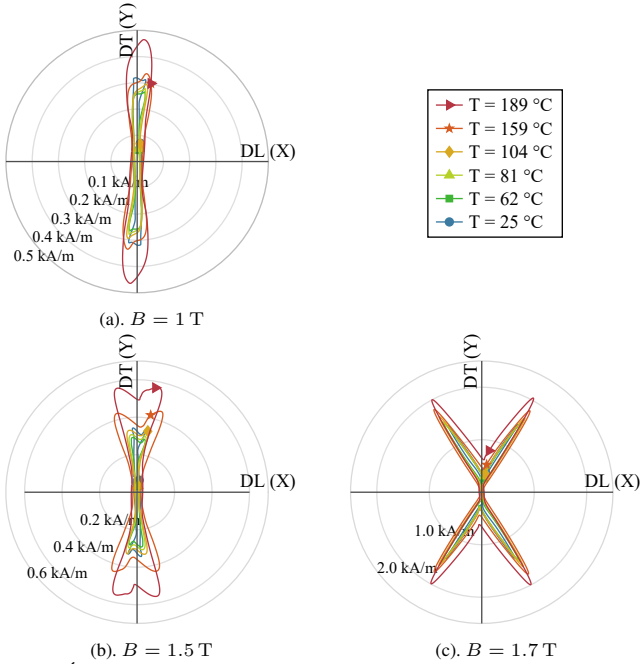 DT (Y)
DL (X)
0.1 kA/m
0.2 kA/m
0.3 kA/m
0.4 kA/m
0.5 kA/m
T = 189 °C
T = 159 °C
T = 104 °C
T = 81 °C
T = 62 °C
T = 25 °C
(a). B = 1 T
DT (Y)
DL (X)
0.2 kA/m
0.4 kA/m
0.6 kA/m
(b). B = 1.5 T
DT (Y)
DL (X)
1.0 kA/m
2.0 kA/m
(c). B = 1.7 T